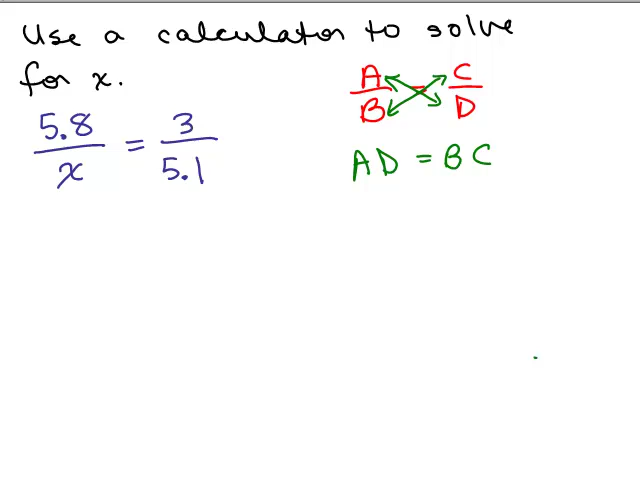 Use a calculator to solve
for x.
5.8/x = 3/5.1
A/B = C/D
AD = BC